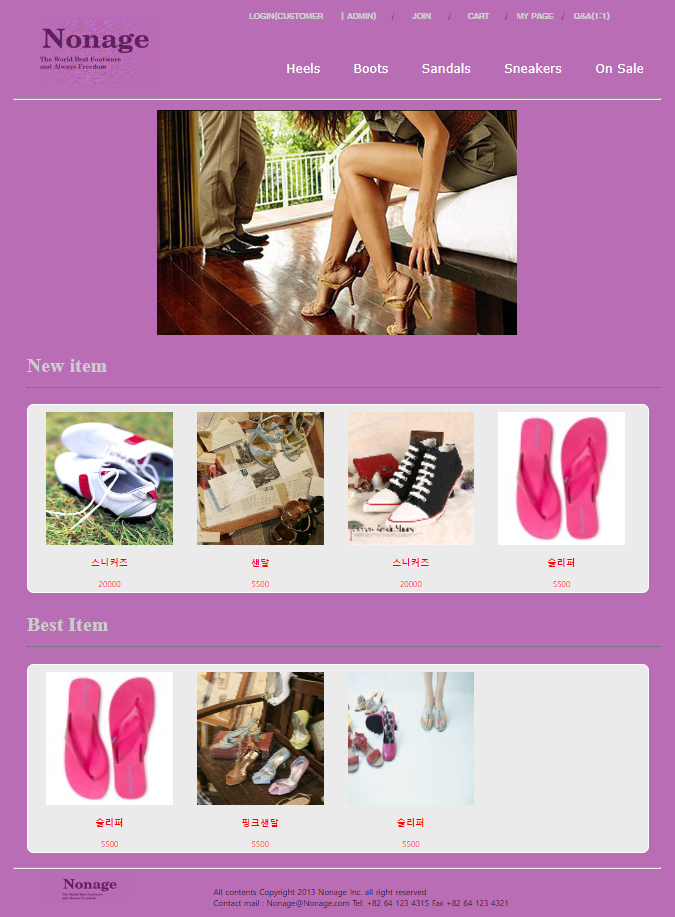 LOGIN(CUSTOMER | ADMIN) / JOIN / CART / MY PAGE / Q&A(1:1)
Nonage
The World Best Footwave
and Always Freedom
Heels Boots Sandals Sneakers On Sale
New item
스니커즈 샌달 스니커즈 슬리퍼
20000 5500 20000 5500
Best Item
슬리퍼 핑크샌달 슬리퍼
5500 5500 5500
Nonage
All contents Copyright 2013 Nonage Inc. all right reserved
Contact mail : Nonage@Nonage.com Tel: +82 64 123 4315 Fax +82 64 123 4321